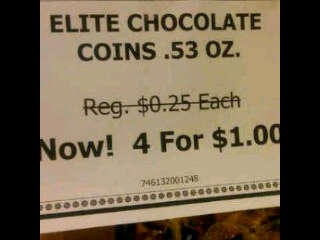 ELITE CHOCOLATE
COINS .53 OZ.
Reg. $0.25 Each
Now! 4 For $1.00
746132001248